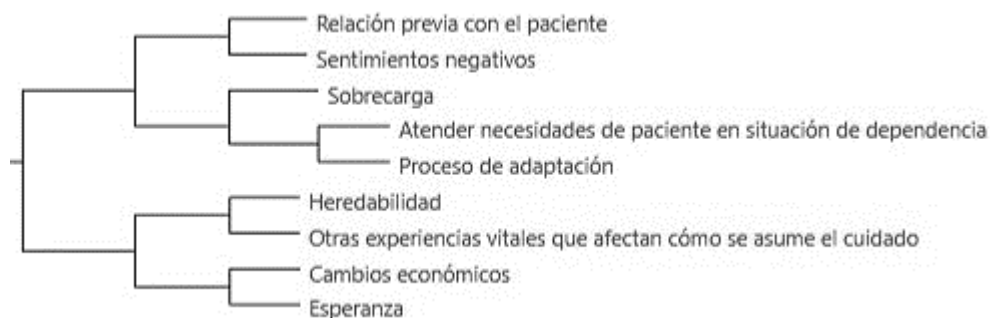 Relación previa con el paciente
Sentimientos negativos
Sobrecarga
Atender necesidades de paciente en situación de dependencia
Proceso de adaptación
Heredabilidad
Otras experiencias vitales que afectan cómo se asume el cuidado
Cambios económicos
Esperanza